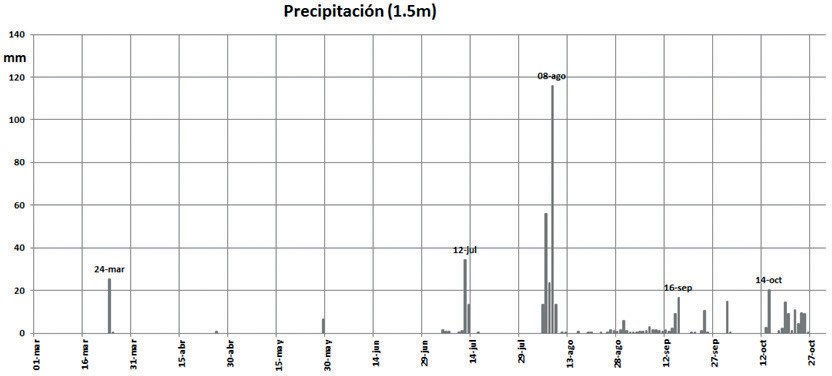 Precipitación (1.5m)
140
mm
120
100
80
60
40
20
0
08-ago
12-jul
24-mar
16-sep
14-oct
01-mar
16-mar
31-mar
15-abr
30-abr
15-may
30-may
14-jun
29-jun
14-jul
29-jul
13-ago
28-ago
12-sep
27-sep
12-oct
27-oct